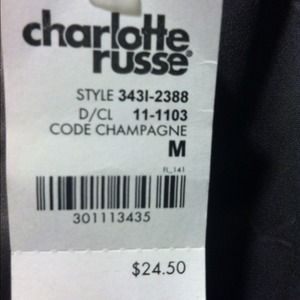 charlotte
russe®
STYLE 343I-2388
D/CL 11-1103
CODE CHAMPAGNE
M
FL_141
301113435
$24.50